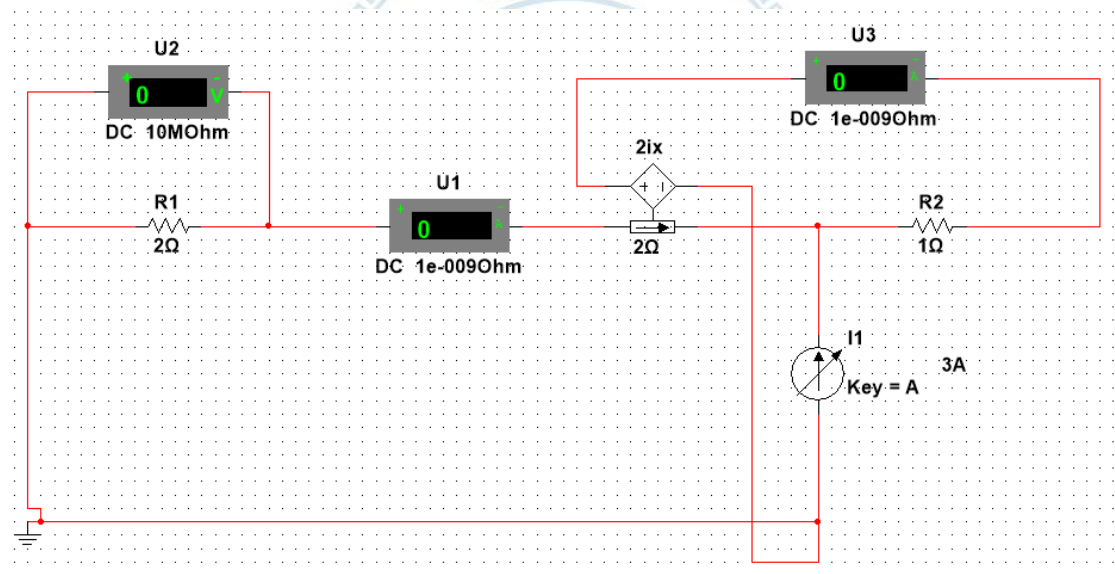 U2
+ -
0 V
DC 10MOhm
R1
2Ω
U1
+ -
0 A
DC 1e-009Ohm
2ix
+ -
2Ω
U3
+ -
0 A
DC 1e-009Ohm
R2
1Ω
I1
Key = A
3A